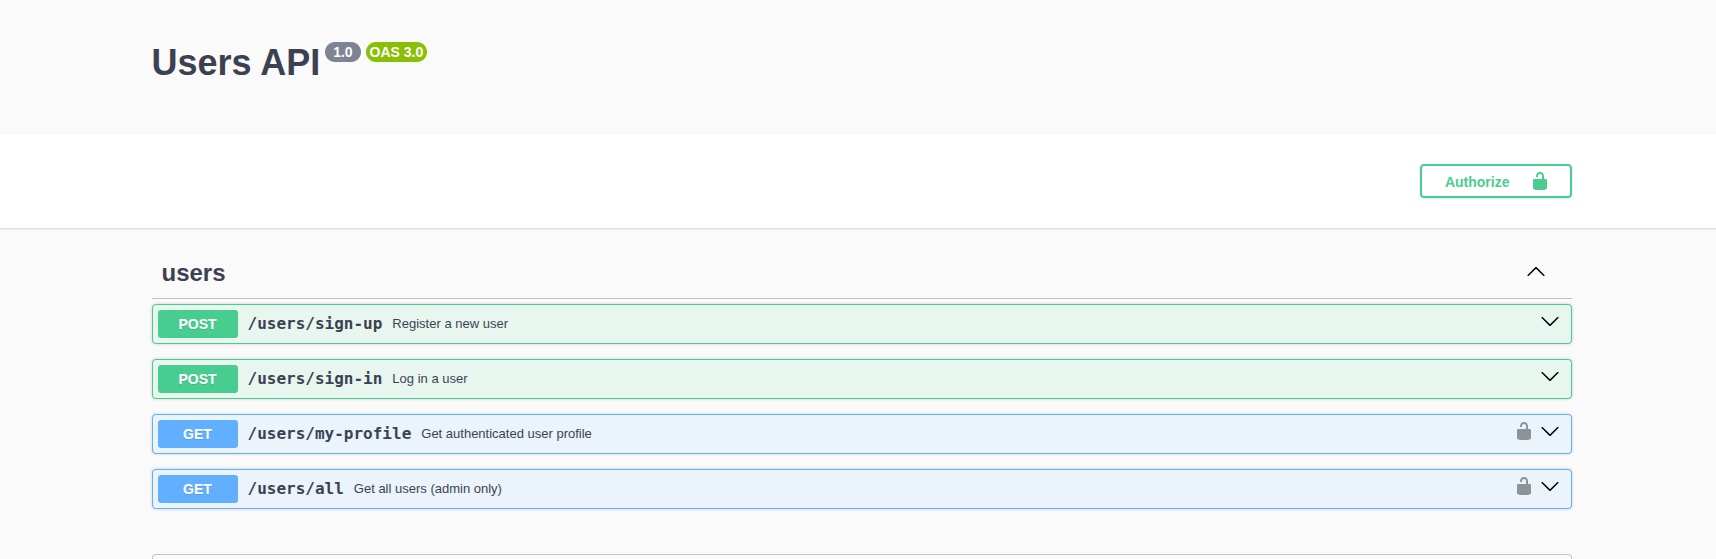 Users API 1.0 OAS 3.0
Authorize
users
POST /users/sign-up Register a new user
POST /users/sign-in Log in a user
GET /users/my-profile Get authenticated user profile
GET /users/all Get all users (admin only)